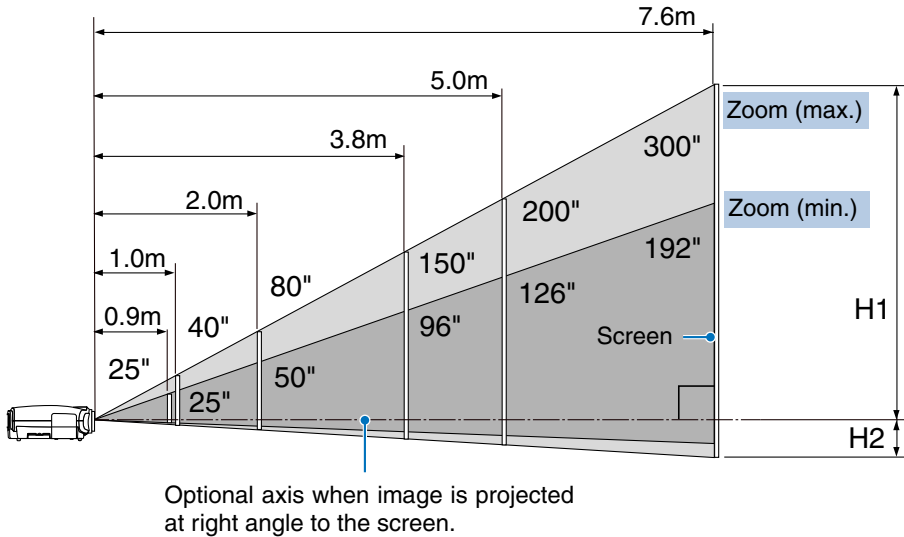 7.6m
5.0m
Zoom (max.)
3.8m
300"
2.0m
200"
Zoom (min.)
1.0m
150"
192"
80"
126"
0.9m
40"
96"
H1
Screen
25"
50"
25"
H2
Optional axis when image is projected
at right angle to the screen.